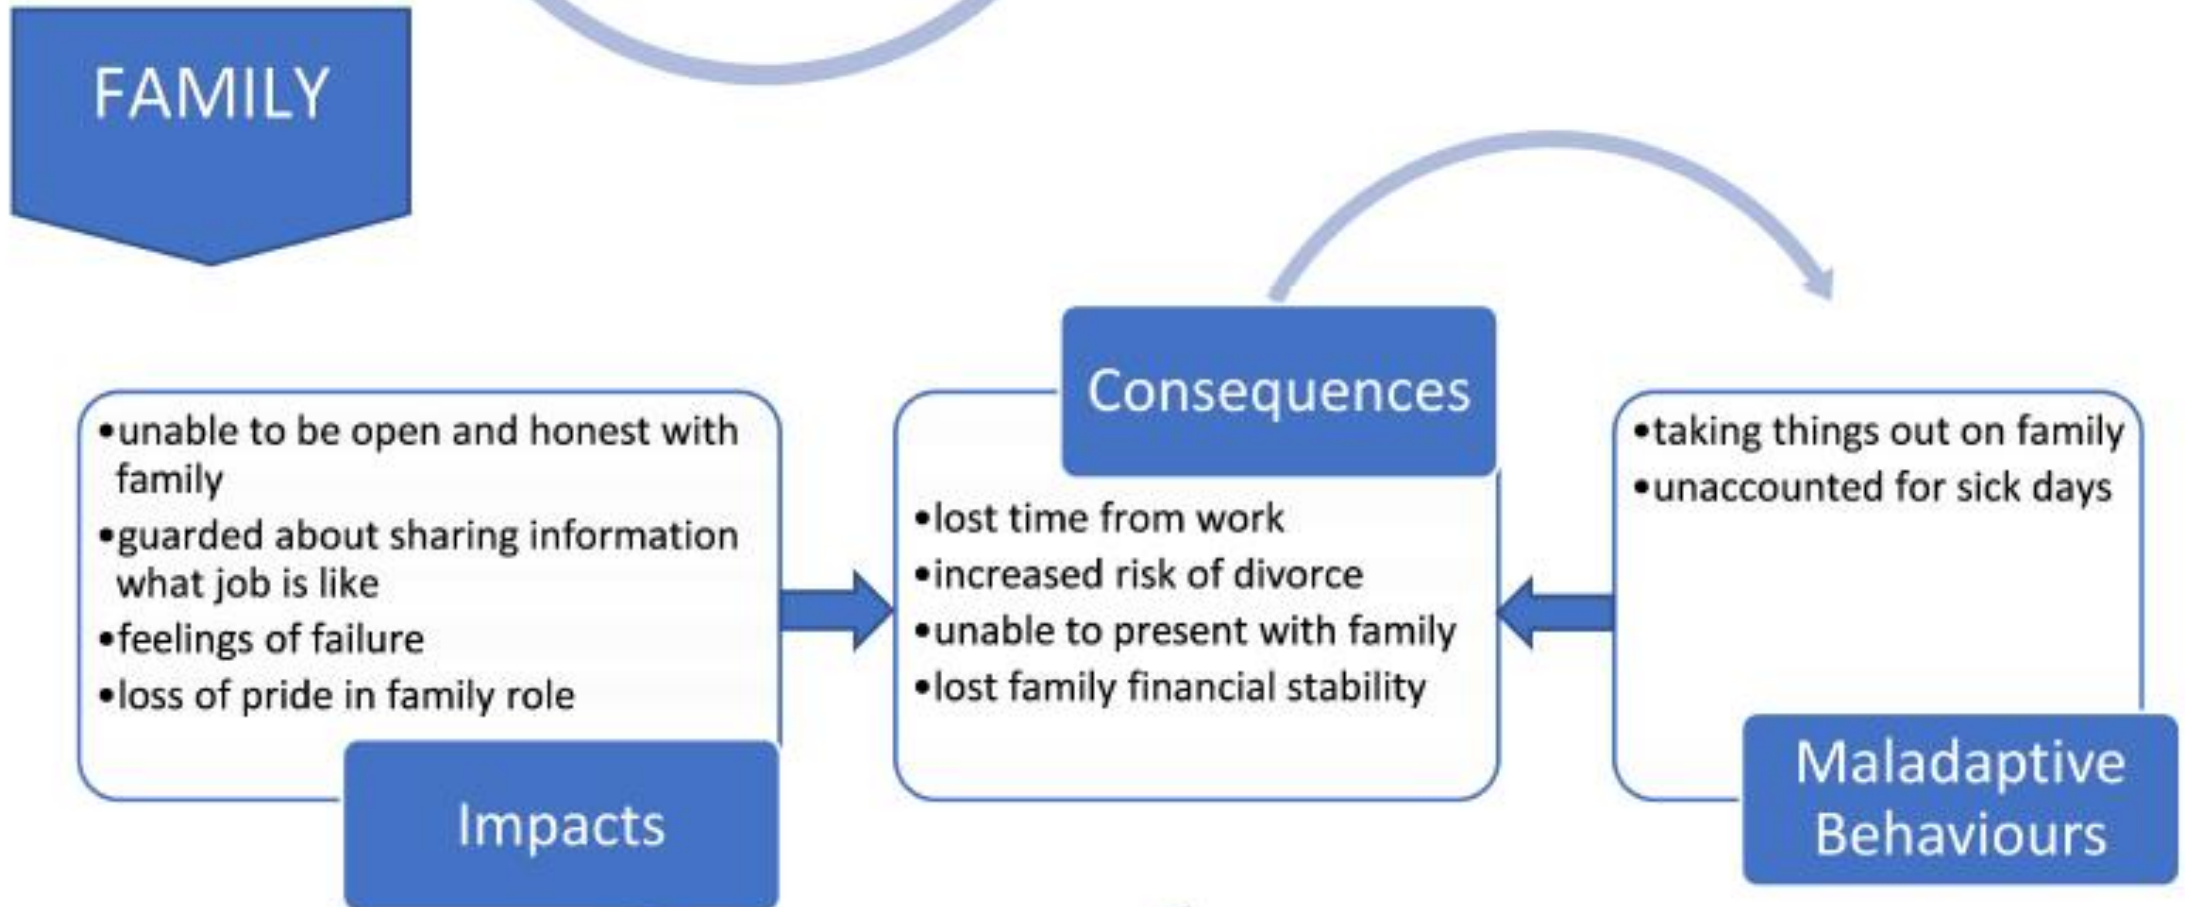 FAMILY
•unable to be open and honest with
family
•guarded about sharing information
what job is like
•feelings of failure
•loss of pride in family role
Impacts
Consequences
•lost time from work
•increased risk of divorce
•unable to present with family
•lost family financial stability
•taking things out on family
•unaccounted for sick days
Maladaptive
Behaviours